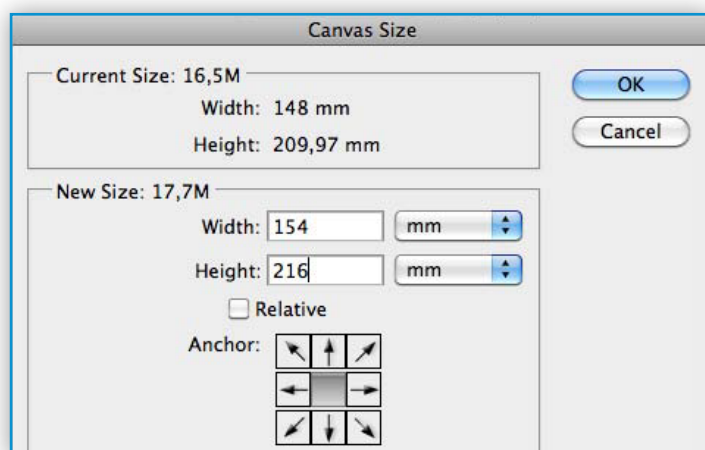 Canvas Size
Current Size: 16,5M
Width: 148 mm
Height: 209,97 mm
OK
Cancel
New Size: 17,7M
Width: 154 mm
Height: 216 mm
Relative
Anchor: